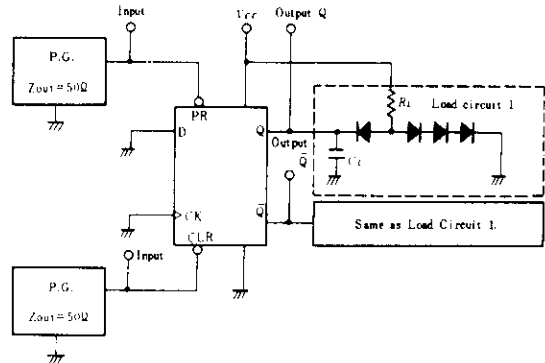 Input
Vcc
Output Q
P.G.
Zout=50Ω
PR
D
Q
CK
Q̄
CLR
RL
Load circuit 1
CL
Output
Q̄
Same as Load Circuit 1.
Input
P.G.
Zout=50Ω